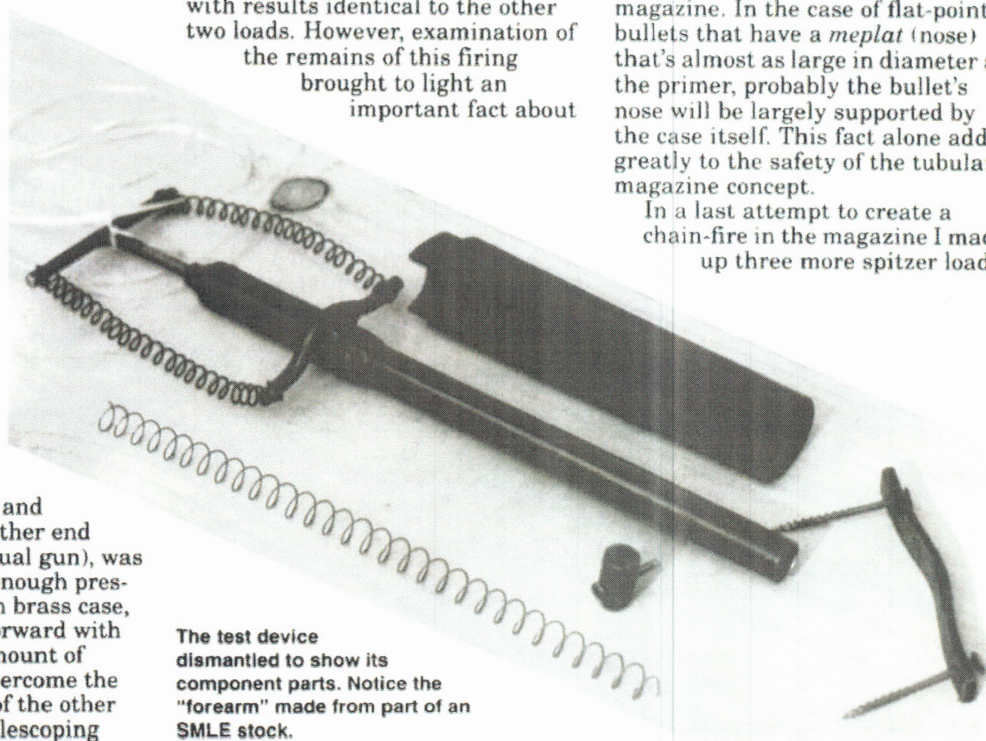 with results identical to the other
two loads. However, examination of
the remains of this firing
brought to light an
important fact about
and
ther end
ual gun), was
nough pres-
n brass case,
rward with
nount of
ercome the
of the other
lescoping
The test device
dismantled to show its
component parts. Notice the
"forearm" made from part of an
SMLE stock.
magazine. In the case of flat-point
bullets that have a meplat (nose)
that's almost as large in diameter a
the primer, probably the bullet's
nose will be largely supported by
the case itself. This fact alone add
greatly to the safety of the tubula
magazine concept.
In a last attempt to create a
chain-fire in the magazine I mad
up three more spitzer load